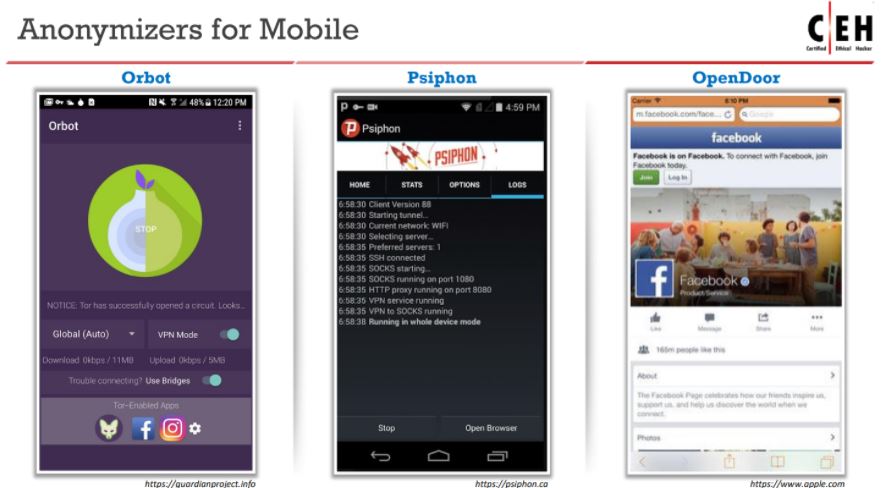 Anonymizers for Mobile
C EH
Certified Ethical Hacker
Orbot
12:20 PM
48%
Orbot
STOP
NOTICE: Tor has successfully opened a circuit. Looks...
Global (Auto)
VPN Mode
Download 0kbps / 11MB Upload 0kbps / 5MB
Trouble connecting? Use Bridges
Tor-Enabled Apps
https://guardianproject.info
Psiphon
4:59 PM
Psiphon
PSIPHON
HOME STATS OPTIONS LOGS
6:58:30 Client Version 88
6:58:30 Starting tunnel...
6:58:30 Current network: WIFI
6:58:30 Selecting server...
6:58:35 Preferred servers: 1
6:58:35 SSH connected
6:58:35 SOCKS starting...
6:58:35 SOCKS running on port 1080
6:58:35 HTTP proxy running on port 8080
6:58:35 VPN service running
6:58:35 VPN to SOCKS running
6:58:38 Running in whole device mode
Stop Open Browser
https://psiphon.ca
OpenDoor
Carrier 6:10 PM
m.facebook.com/face... Google
facebook
Facebook is on Facebook. To connect with Facebook, join
Facebook today.
Join Log In
Facebook
Product/Service
Like Message Share More
165m people like this
About
The Facebook Page celebrates how our friends inspire us,
support us, and help us discover the world when we
connect.
Photos
https://www.apple.com